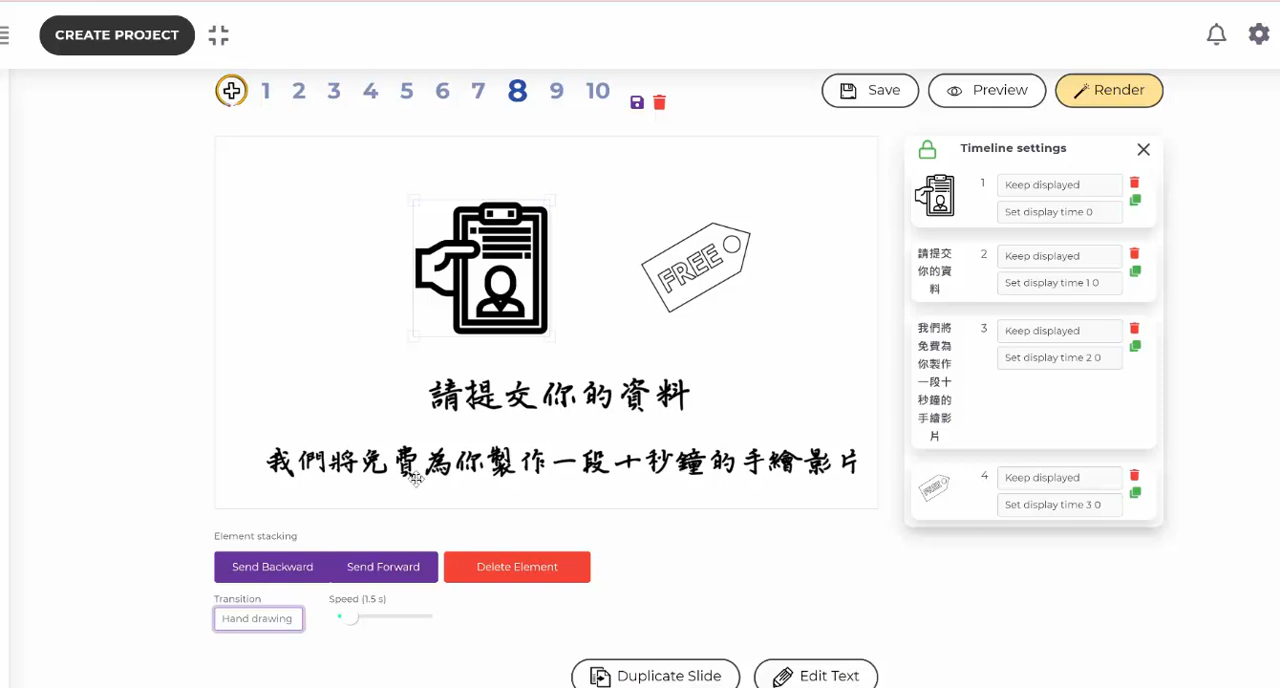 CREATE PROJECT
1 2 3 4 5 6 7 8 9 10
Save
Preview
Render
Timeline settings
1
Keep displayed
Set display time 0
請提交
你的資
料
2
Keep displayed
Set display time 1 0
我們將
免費為
你製作
一段十
秒鐘的
手繪影
片
3
Keep displayed
Set display time 2 0
FREE
4
Keep displayed
Set display time 3 0
FREE
請提交你的資料
我們將免費為你製作一段十秒鐘的手繪影片
Element stacking
Send Backward
Send Forward
Delete Element
Transition
Speed (1.5 s)
Hand drawing
Duplicate Slide
Edit Text